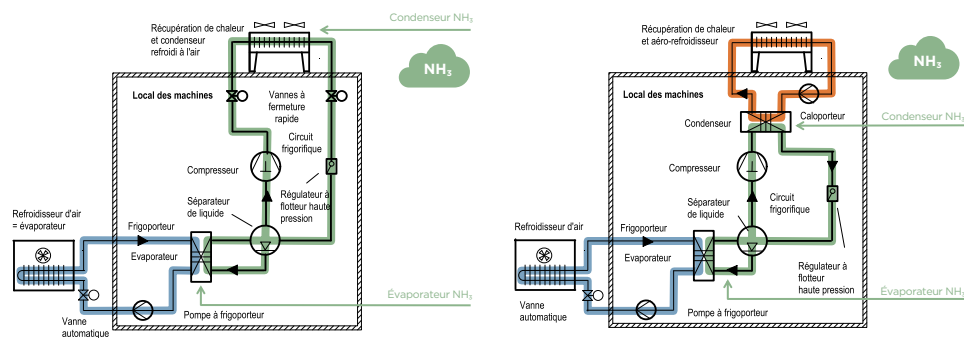 Condenseur NH₃
Récupération de chaleur
et condenseur
refroidi à l'air
NH₃
Local des machines
Vannes à
fermeture
rapide
Circuit
frigorifique
Compresseur
Régulateur à
flotteur haute
pression
Séparateur
de liquide
Refroidisseur d'air
= évaporateur
Frigoporteur
Evaporateur
Évaporateur NH₃
Vanne
automatique
Pompe à frigoporteur
Récupération de chaleur
et aéro-refroidisseur
NH₃
Local des machines
Condenseur
Caloporteur
Condenseur NH₃
Compresseur
Circuit
frigorifique
Séparateur
de liquide
Refroidisseur d'air
Frigoporteur
Evaporateur
Régulateur à
flotteur
haute pression
Évaporateur NH₃
Vanne
automatique
Pompe à frigoporteur